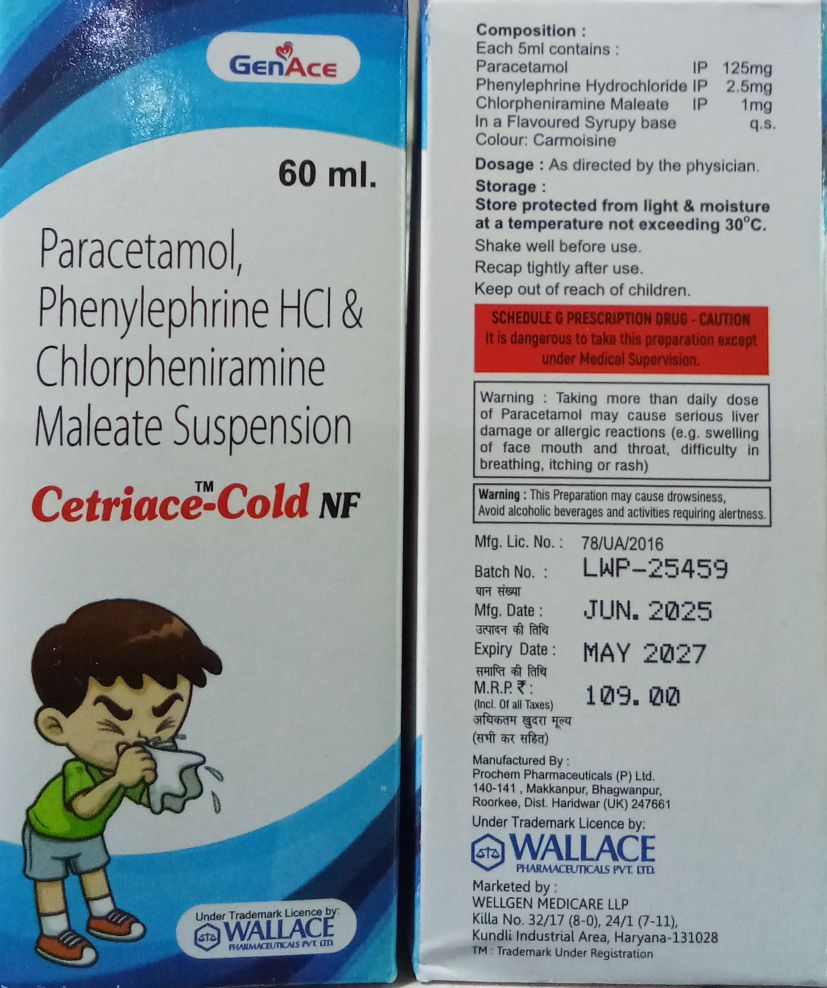 GenAce
60 ml.
Paracetamol,
Phenylephrine HCl &
Chlorpheniramine
Maleate Suspension
Cetriace™-Cold NF
Under Trademark Licence by:
WALLACE
PHARMACEUTICALS PVT. LTD.
Composition :
Each 5ml contains :
Paracetamol IP 125mg
Phenylephrine Hydrochloride IP 2.5mg
Chlorpheniramine Maleate IP 1mg
In a Flavoured Syrupy base q.s.
Colour: Carmoisine
Dosage : As directed by the physician.
Storage :
Store protected from light & moisture
at a temperature not exceeding 30°C.
Shake well before use.
Recap tightly after use.
Keep out of reach of children.
SCHEDULE G PRESCRIPTION DRUG - CAUTION
It is dangerous to take this preparation except
under Medical Supervision.
Warning : Taking more than daily dose
of Paracetamol may cause serious liver
damage or allergic reactions (e.g. swelling
of face mouth and throat, difficulty in
breathing, itching or rash)
Warning : This Preparation may cause drowsiness,
Avoid alcoholic beverages and activities requiring alertness.
Mfg. Lic. No. : 78/UA/2016
Batch No. : LWP-25459
घान संख्या
Mfg. Date : JUN. 2025
उत्पादन की तिथि
Expiry Date : MAY 2027
समाप्ति की तिथि
M.R.P. ₹ : 109.00
(Incl. Of all Taxes)
अधिकतम खुदरा मूल्य
(सभी कर सहित)
Manufactured By :
Prochem Pharmaceuticals (P) Ltd.
140-141 , Makkanpur, Bhagwanpur,
Roorkee, Dist. Haridwar (UK) 247661
Under Trademark Licence by:
WALLACE
PHARMACEUTICALS PVT. LTD.
Marketed by :
WELLGEN MEDICARE LLP
Killa No. 32/17 (8-0), 24/1 (7-11),
Kundli Industrial Area, Haryana-131028
TM : Trademark Under Registration